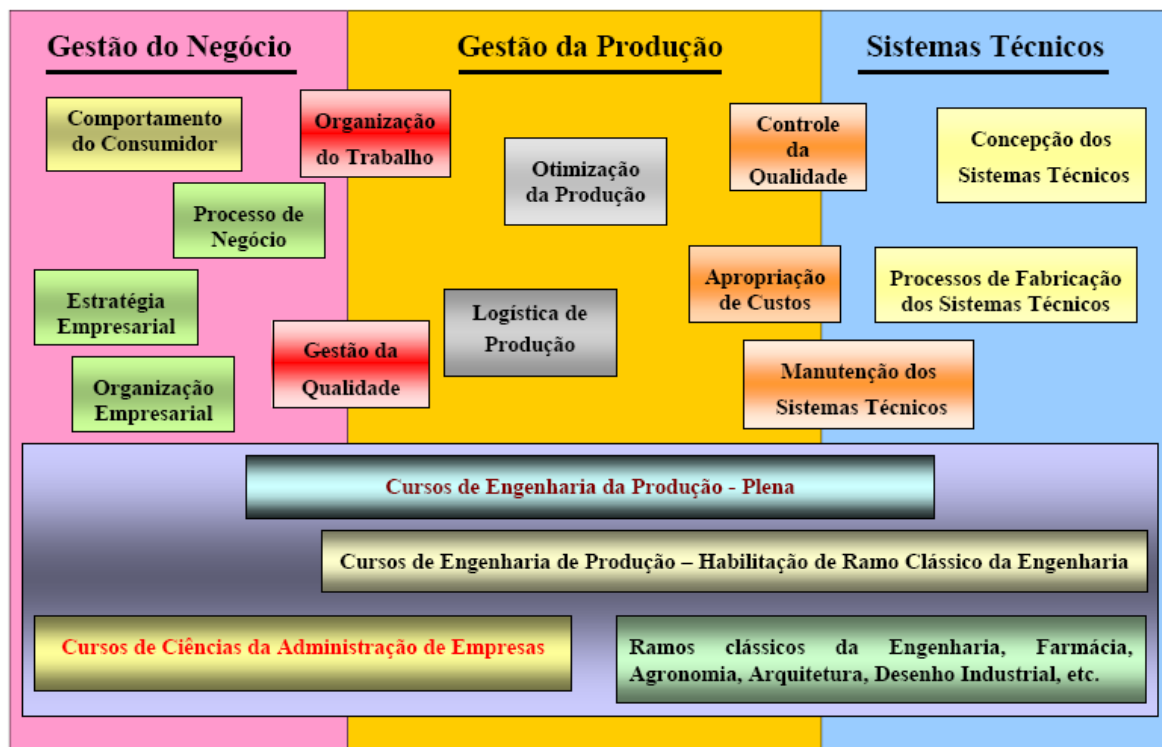 Gestão do Negócio
Gestão da Produção
Sistemas Técnicos
Comportamento
do Consumidor
Organização
do Trabalho
Otimização
da Produção
Controle
da
Qualidade
Concepção dos
Sistemas Técnicos
Processo de
Negócio
Estratégia
Empresarial
Gestão da
Qualidade
Logística de
Produção
Apropriação
de Custos
Processos de Fabricação
dos Sistemas Técnicos
Organização
Empresarial
Manutenção dos
Sistemas Técnicos
Cursos de Engenharia da Produção - Plena
Cursos de Engenharia de Produção – Habilitação de Ramo Clássico da Engenharia
Cursos de Ciências da Administração de Empresas
Ramos clássicos da Engenharia, Farmácia,
Agronomia, Arquitetura, Desenho Industrial, etc.